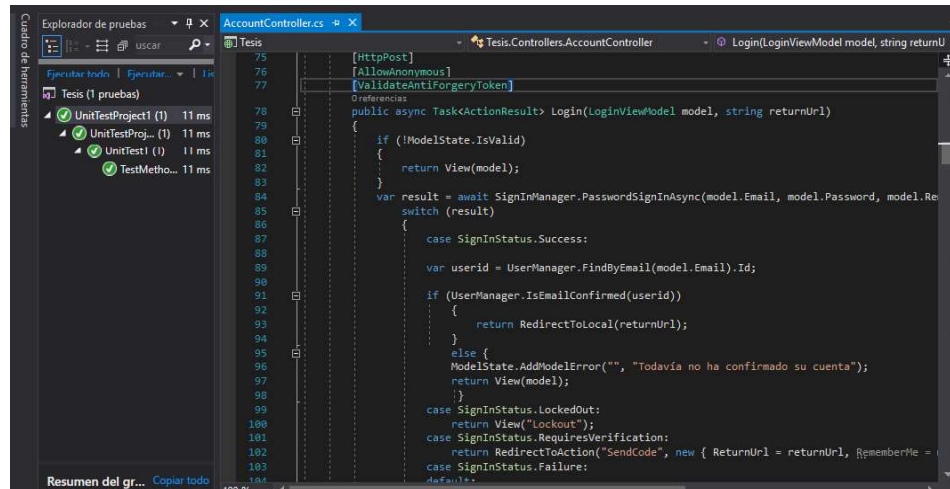 Cuadro de herramientas
Explorador de pruebas
uscar
Ejecutar todo | Ejecutar... | Lis
Tesis (1 pruebas)
UnitTestProject1 (1) 11 ms
UnitTestProj... (1) 11 ms
UnitTest1 (1) 11 ms
TestMetho... 11 ms
Resumen del gr... Copiar todo
AccountController.cs
Tesis Tesis.Controllers.AccountController Login(LoginViewModel model, string returnU
75 [HttpPost]
76 [AllowAnonymous]
77 [ValidateAntiForgeryToken]
0 referencias
78 public async Task<ActionResult> Login(LoginViewModel model, string returnUrl)
79 {
80 if (!ModelState.IsValid)
81 {
82 return View(model);
83 }
84 var result = await SignInManager.PasswordSignInAsync(model.Email, model.Password, model.Re
85 switch (result)
86 {
87 case SignInStatus.Success:
88
89 var userid = UserManager.FindByEmail(model.Email).Id;
90
91 if (UserManager.IsEmailConfirmed(userid))
92 {
93 return RedirectToLocal(returnUrl);
94 }
95 else {
96 ModelState.AddModelError("", "Todavía no ha confirmado su cuenta");
97 return View(model);
98 }
99 case SignInStatus.LockedOut:
100 return View("Lockout");
101 case SignInStatus.RequiresVerification:
102 return RedirectToAction("SendCode", new { ReturnUrl = returnUrl, RememberMe =
103 case SignInStatus.Failure:
104 default: